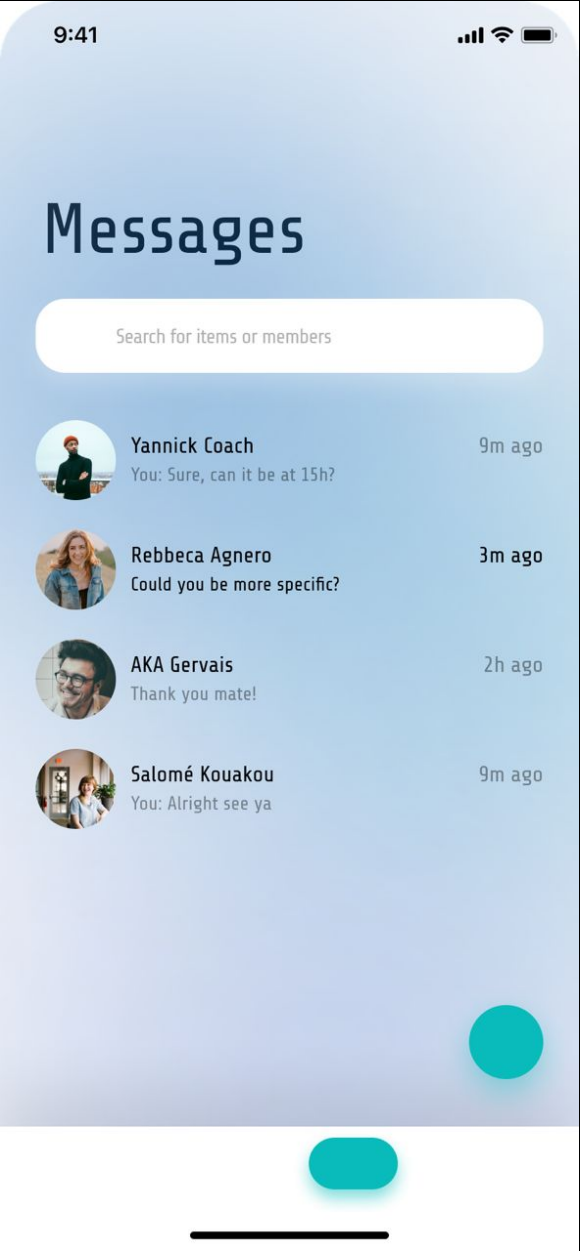 9:41
Messages
Search for items or members
Yannick Coach 9m ago
You: Sure, can it be at 15h?
Rebbeca Agnero 3m ago
Could you be more specific?
AKA Gervais 2h ago
Thank you mate!
Salomé Kouakou 9m ago
You: Alright see ya